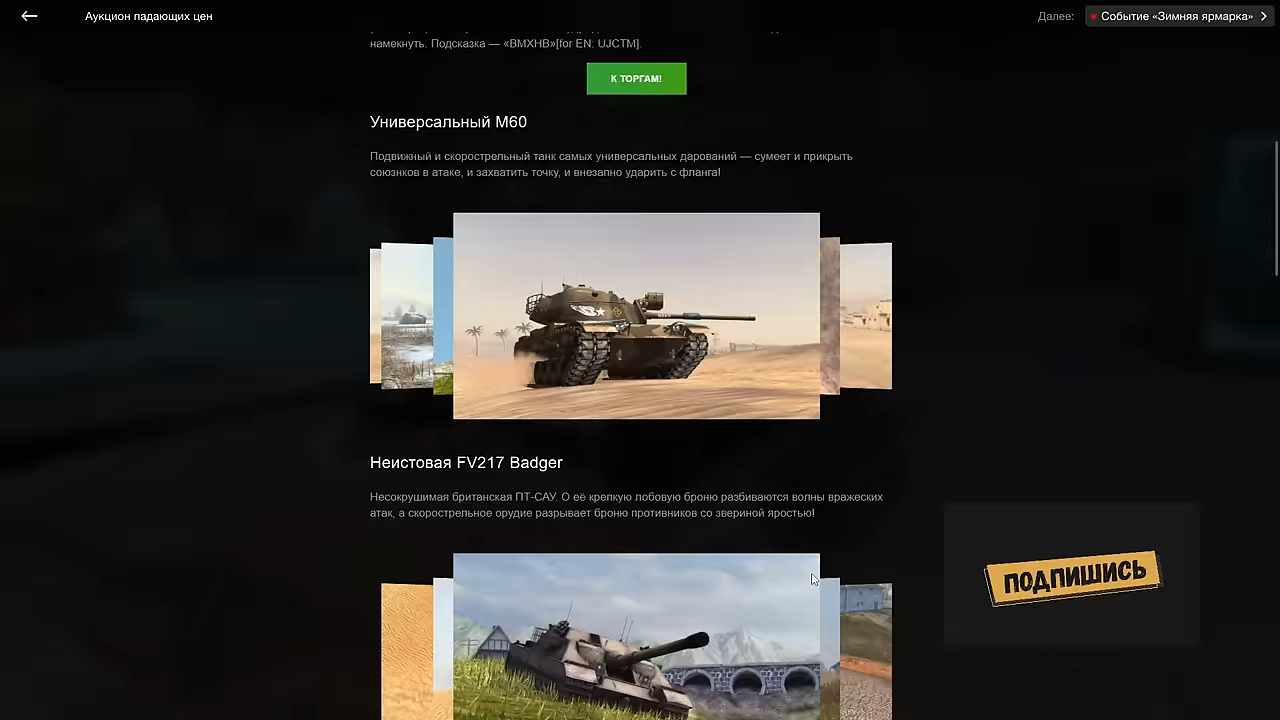 Аукцион падающих цен
Далее:
Событие «Зимняя ярмарка»
намекнуть. Подсказка — «ВМХНВ»[for EN: UJCTM].
К ТОРГАМ!
Универсальный M60
Подвижный и скорострельный танк самых универсальных дарований — сумеет и прикрыть
союзнков в атаке, и захватить точку, и внезапно ударить с фланга!
Неистовая FV217 Badger
Несокрушимая британская ПТ-САУ. О её крепкую лобовую броню разбиваются волны вражеских
атак, а скорострельное орудие разрывает броню противников со звериной яростью!
ПОДПИШИСЬ